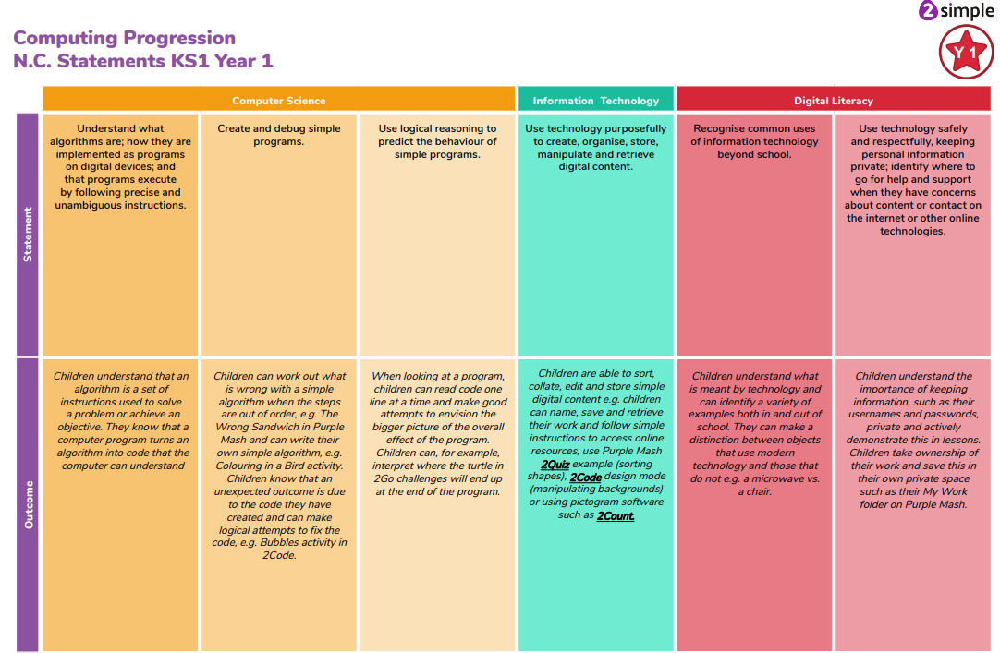 2 simple
Computing Progression
N.C. Statements KS1 Year 1
Y 1
Computer Science
Information Technology
Digital Literacy
Statement
Understand what
algorithms are; how they are
implemented as programs
on digital devices; and
that programs execute
by following precise and
unambiguous instructions.
Create and debug simple
programs.
Use logical reasoning to
predict the behaviour of
simple programs.
Use technology purposefully
to create, organise, store,
manipulate and retrieve
digital content.
Recognise common uses
of information technology
beyond school.
Use technology safely
and respectfully, keeping
personal information
private; identify where to
go for help and support
when they have concerns
about content or contact on
the internet or other online
technologies.
Outcome
Children understand that an
algorithm is a set of
instructions used to solve
a problem or achieve an
objective. They know that a
computer program turns an
algorithm into code that the
computer can understand
Children can work out what
is wrong with a simple
algorithm when the steps
are out of order, e.g. The
Wrong Sandwich in Purple
Mash and can write their
own simple algorithm, e.g.
Colouring in a Bird activity.
Children know that an
unexpected outcome is due
to the code they have
created and can make
logical attempts to fix the
code, e.g. Bubbles activity in
2Code.
When looking at a program,
children can read code one
line at a time and make good
attempts to envision the
bigger picture of the overall
effect of the program.
Children can, for example,
interpret where the turtle in
2Go challenges will end up
at the end of the program.
Children are able to sort,
collate, edit and store simple
digital content e.g. children
can name, save and retrieve
their work and follow simple
instructions to access online
resources, use Purple Mash
2Quiz example (sorting
shapes), 2Code design mode
(manipulating backgrounds)
or using pictogram software
such as 2Count.
Children understand what
is meant by technology and
can identify a variety of
examples both in and out of
school. They can make a
distinction between objects
that use modern
technology and those that
do not e.g. a microwave vs.
a chair.
Children understand the
importance of keeping
information, such as their
usernames and passwords,
private and actively
demonstrate this in lessons.
Children take ownership of
their work and save this in
their own private space
such as their My Work
folder on Purple Mash.